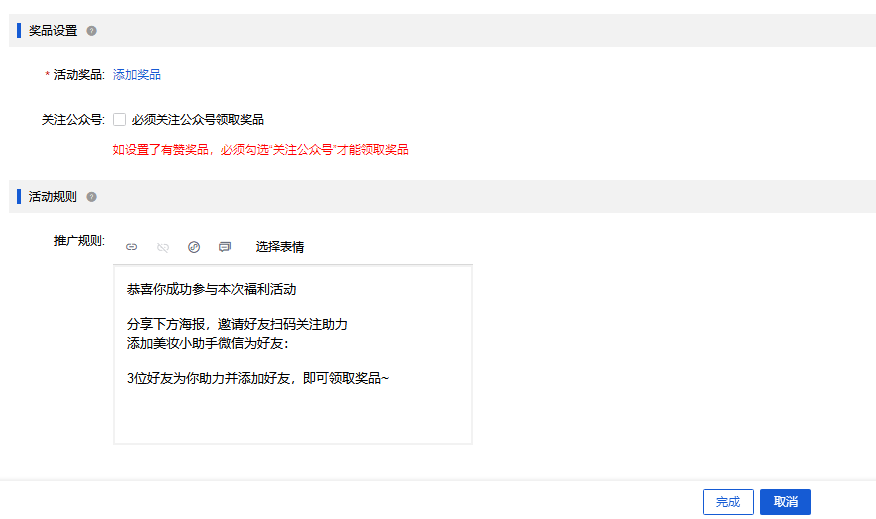 奖品设置
* 活动奖品: 添加奖品
关注公众号: 必须关注公众号领取奖品
如设置了有赞奖品，必须勾选“关注公众号”才能领取奖品
活动规则
推广规则: 选择表情
恭喜你成功参与本次福利活动
分享下方海报，邀请好友扫码关注助力
添加美妆小助手微信为好友：
3位好友为你助力并添加好友，即可领取奖品~
完成 取消